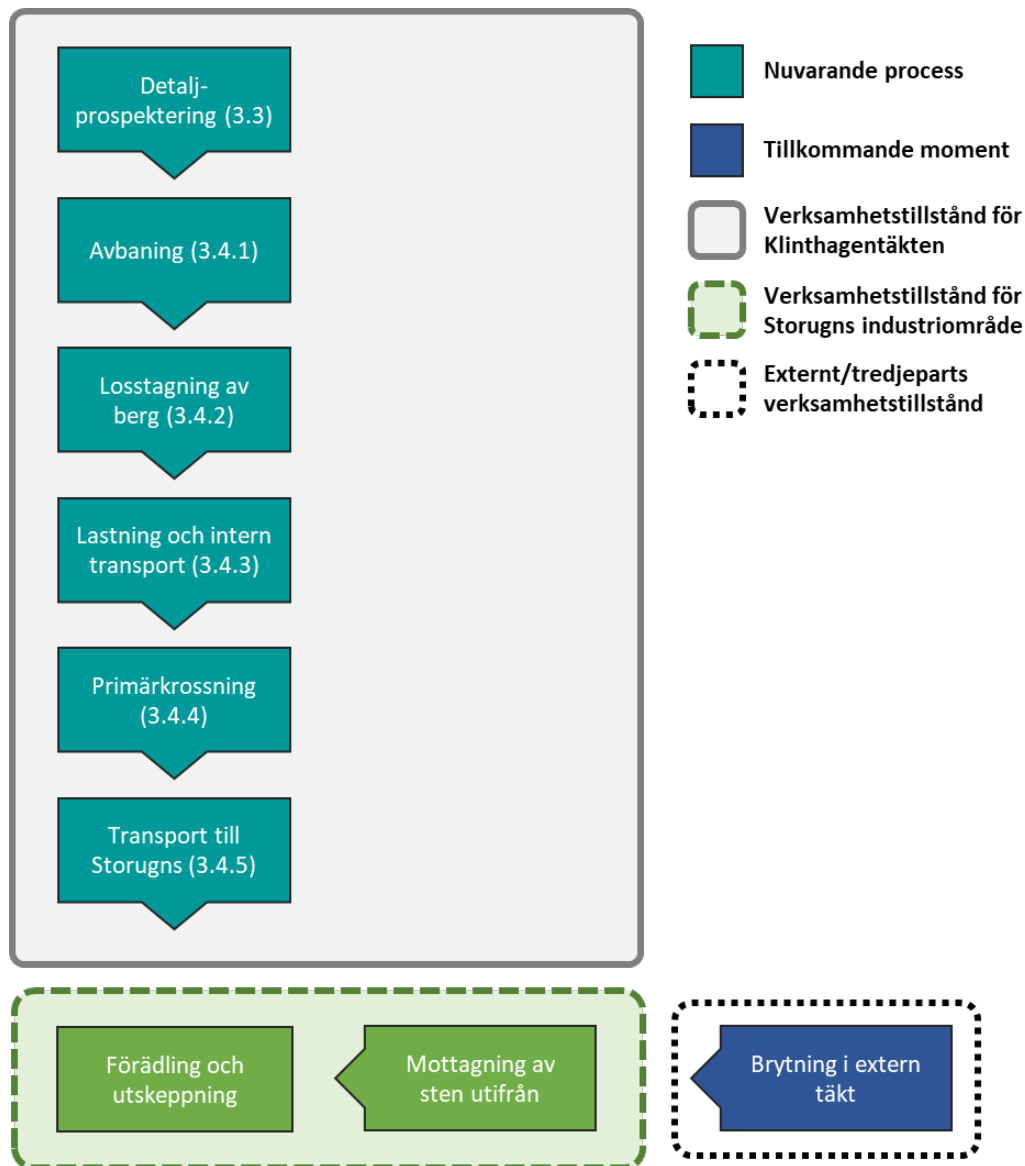 Detalj-
prospektering (3.3)
Avbaning (3.4.1)
Losstagning av
berg (3.4.2)
Lastning och intern
transport (3.4.3)
Primärkrossning
(3.4.4)
Transport till
Storugns (3.4.5)
Nuvarande process
Tillkommande moment
Verksamhetstillstånd för
Klinthagentäkten
Verksamhetstillstånd för
Storugns industriområde
Externt/tredjeparts
verksamhetstillstånd
Förädling och
utskeppning
Mottagning av
sten utifrån
Brytning i extern
täkt